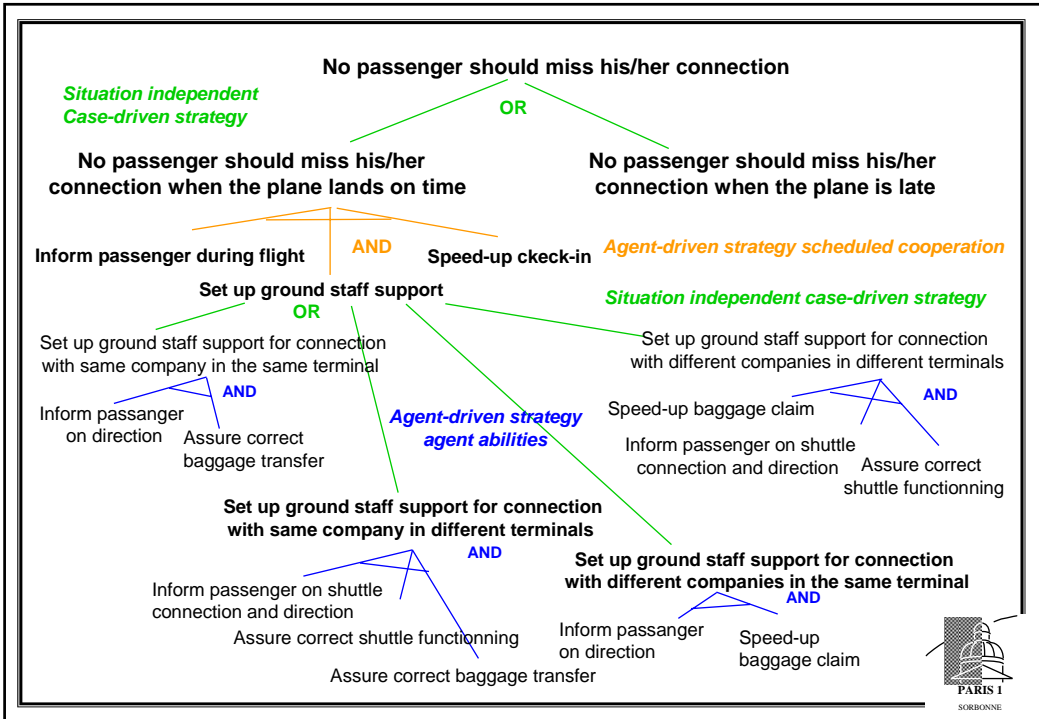 No passenger should miss his/her connection
Situation independent
Case-driven strategy
OR
No passenger should miss his/her
connection when the plane lands on time
No passenger should miss his/her
connection when the plane is late
Inform passenger during flight
AND
Speed-up ckeck-in
Agent-driven strategy scheduled cooperation
Set up ground staff support
OR
Situation independent case-driven strategy
Set up ground staff support for connection
with same company in the same terminal
AND
Inform passanger
on direction
Assure correct
baggage transfer
Agent-driven strategy
agent abilities
Set up ground staff support for connection
with different companies in different terminals
AND
Speed-up baggage claim
Inform passenger on shuttle
connection and direction
Assure correct
shuttle functionning
Set up ground staff support for connection
with same company in different terminals
AND
Inform passenger on shuttle
connection and direction
Assure correct shuttle functionning
Assure correct baggage transfer
Set up ground staff support for connection
with different companies in the same terminal
AND
Inform passanger
on direction
Speed-up
baggage claim
PARIS 1
SORBONNE